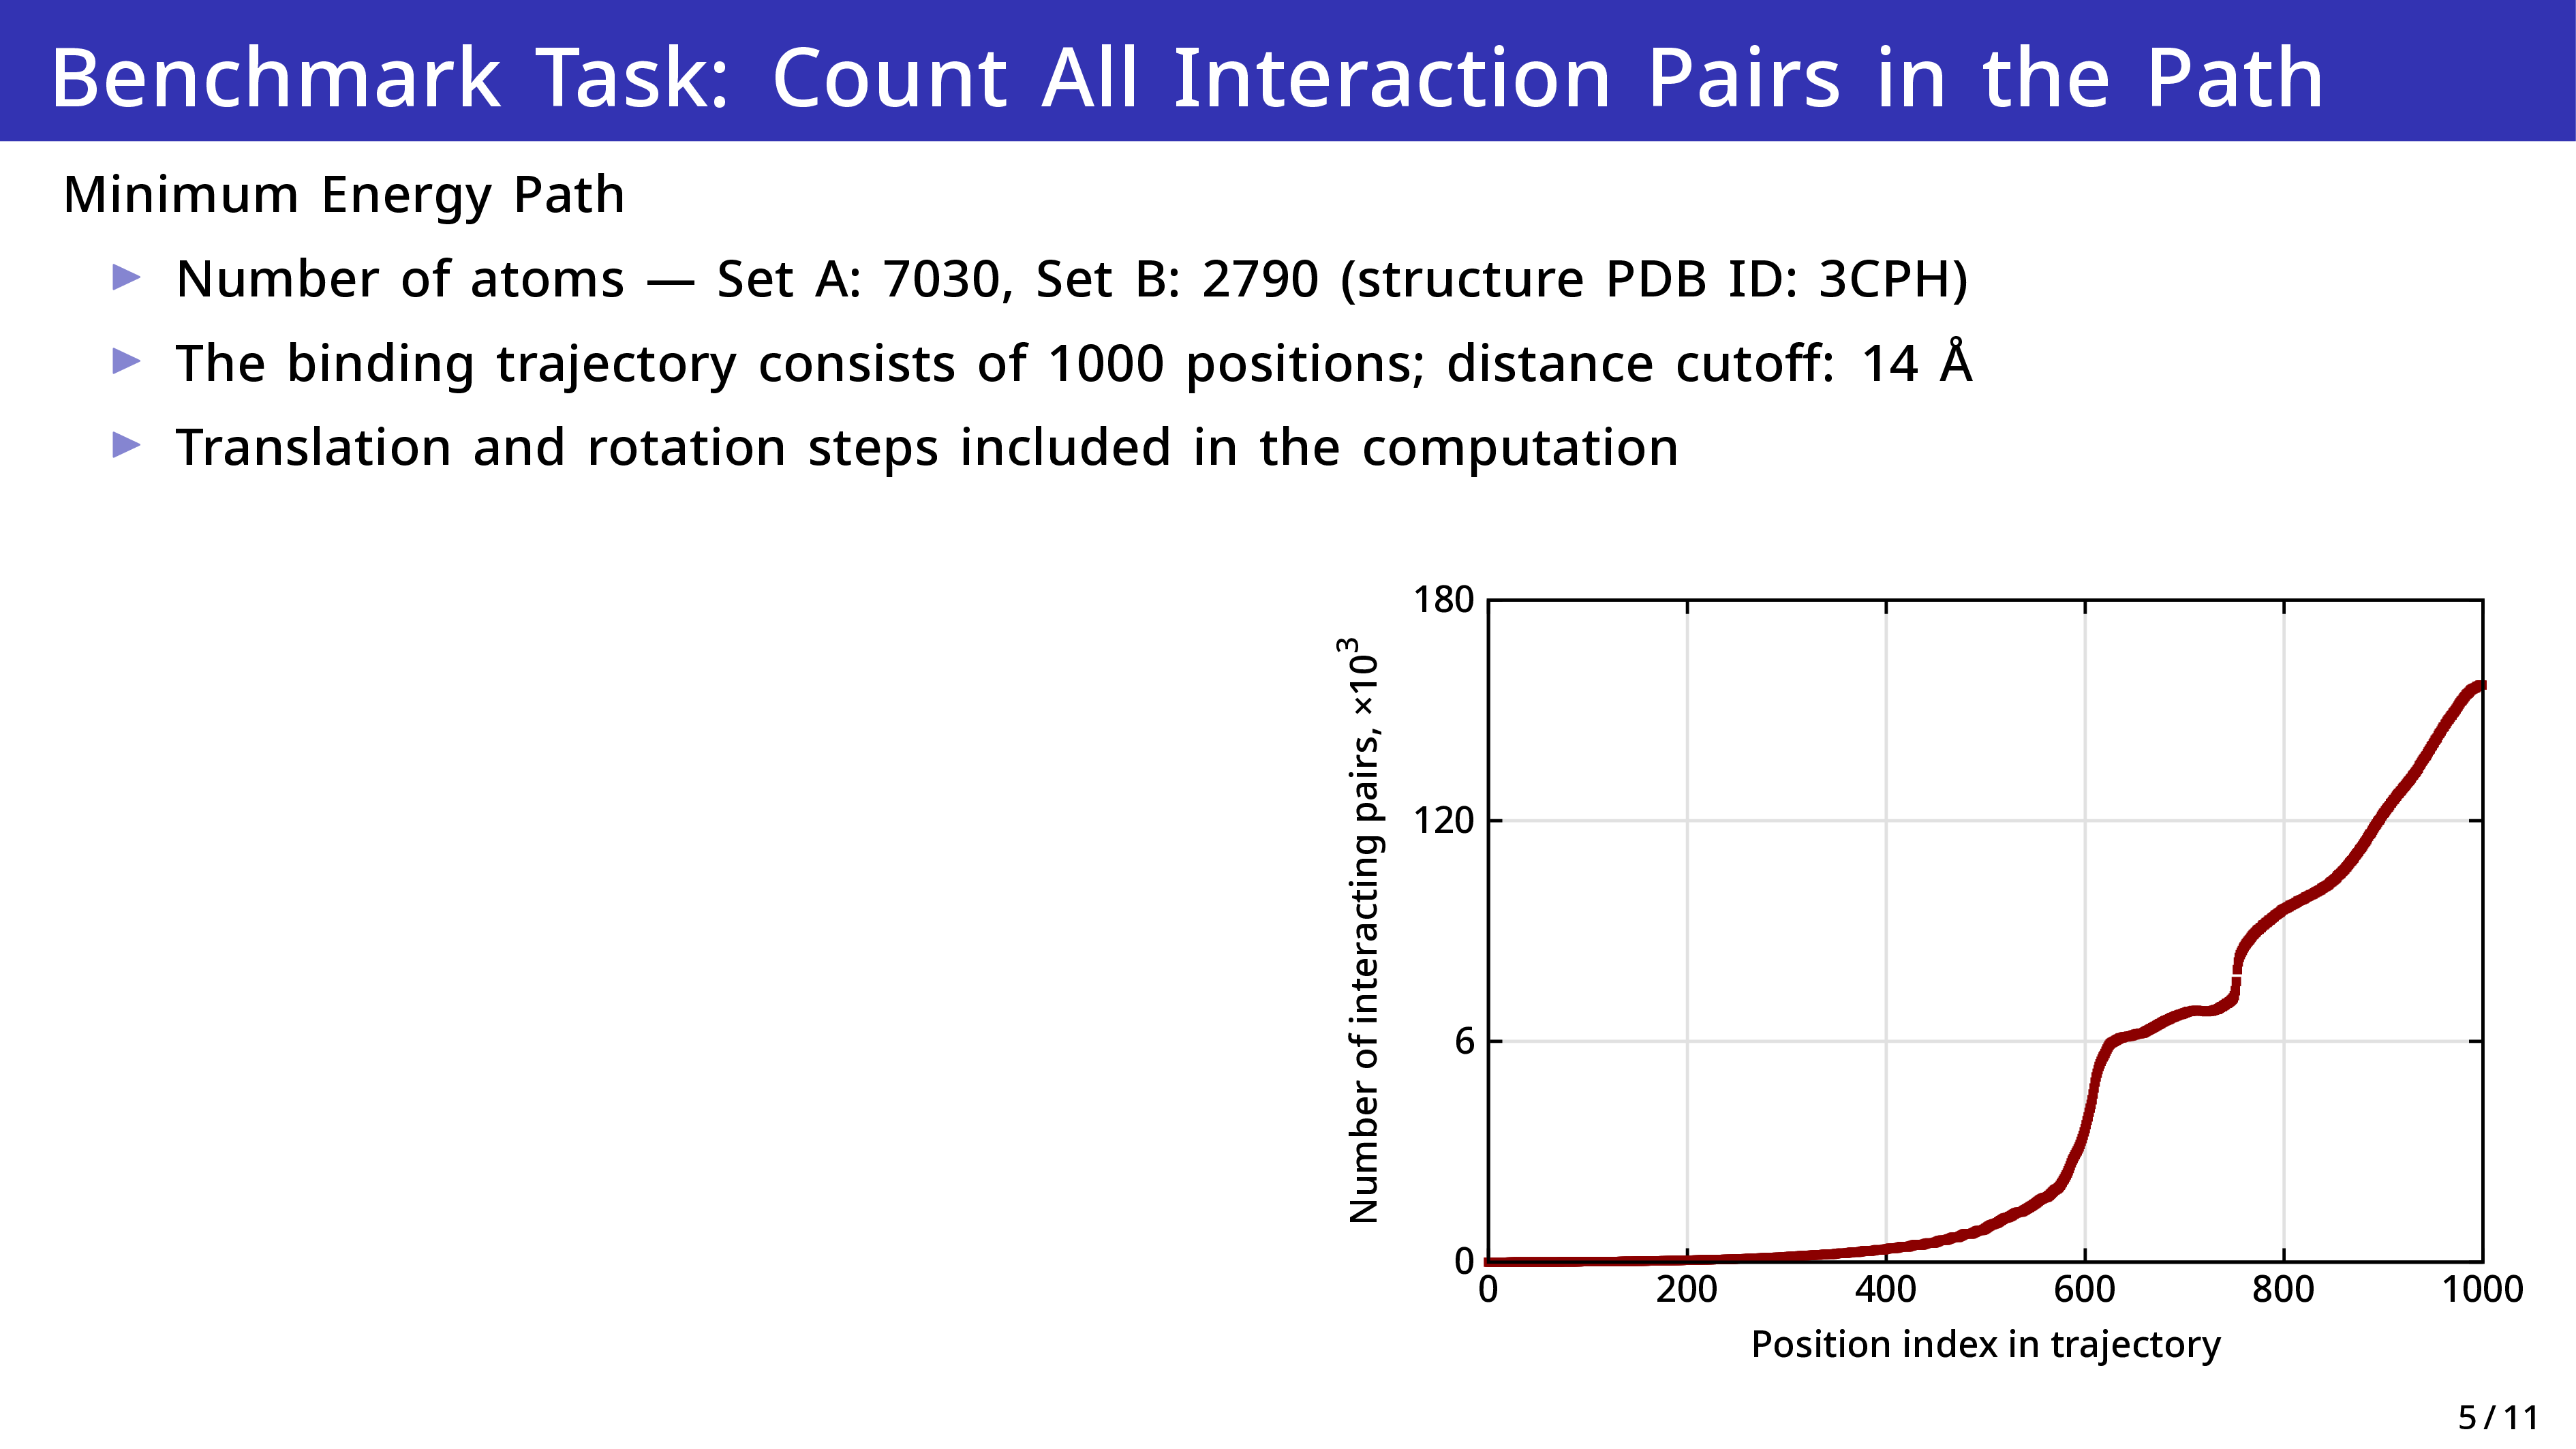 Benchmark Task: Count All Interaction Pairs in the Path
Minimum Energy Path
▶ Number of atoms — Set A: 7030, Set B: 2790 (structure PDB ID: 3CPH)
▶ The binding trajectory consists of 1000 positions; distance cutoff: 14 Å
▶ Translation and rotation steps included in the computation
Number of interacting pairs, ×10³
180
120
6
0
0 200 400 600 800 1000
Position index in trajectory
5 / 11